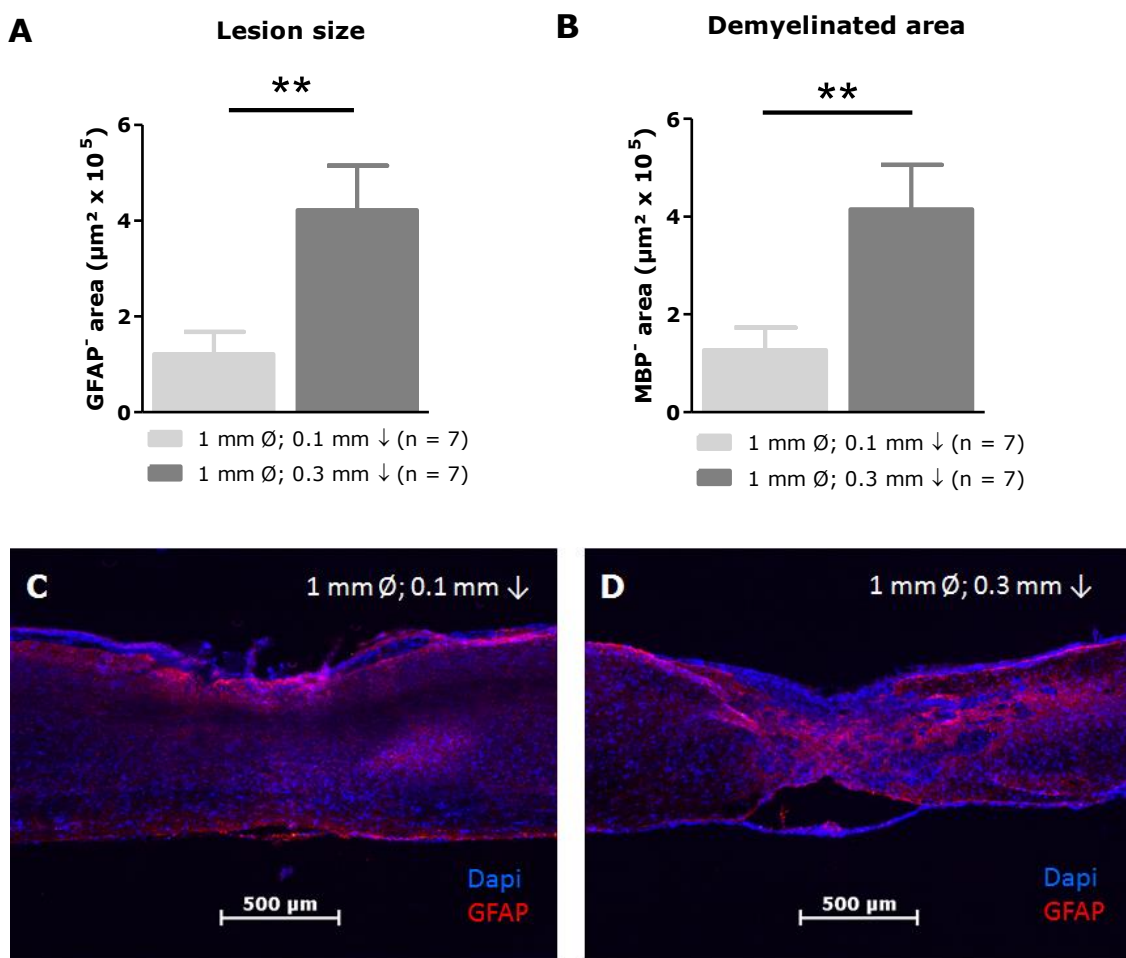 A
Lesion size
**
GFAP⁻ area (µm² x 10⁵)
6
4
2
0
1 mm Ø; 0.1 mm ↓ (n = 7)
1 mm Ø; 0.3 mm ↓ (n = 7)
B
Demyelinated area
**
MBP⁻ area (µm² x 10⁵)
6
4
2
0
1 mm Ø; 0.1 mm ↓ (n = 7)
1 mm Ø; 0.3 mm ↓ (n = 7)
C
1 mm Ø; 0.1 mm ↓
Dapi
GFAP
500 µm
D
1 mm Ø; 0.3 mm ↓
Dapi
GFAP
500 µm